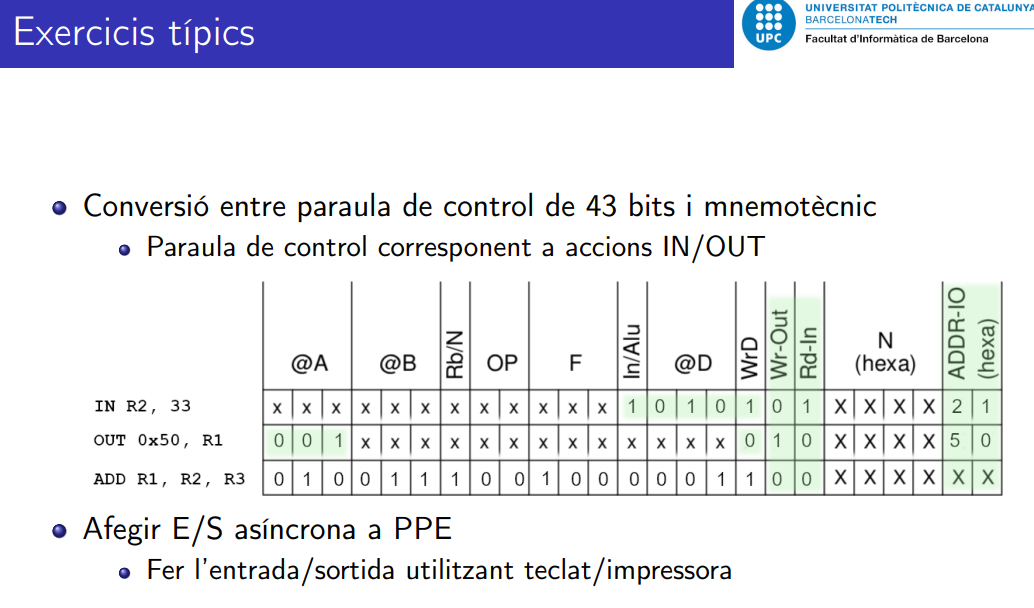 Exercicis típics
UNIVERSITAT POLITÈCNICA DE CATALUNYA
BARCELONATECH
UPC
Facultat d'Informàtica de Barcelona
Conversió entre paraula de control de 43 bits i mnemotècnic
Paraula de control corresponent a accions IN/OUT
@A @B Rb/N OP F In/Alu @D WrD Wr-Out Rd-In N (hexa) ADDR-IO (hexa)
IN R2, 33 x x x x x x x x x x x x 1 0 1 0 1 0 1 X X X X 2 1
OUT 0x50, R1 0 0 1 x x x x x x x x x x x x x 0 1 0 X X X X 5 0
ADD R1, R2, R3 0 1 0 0 1 1 1 0 0 1 0 0 0 0 0 1 1 0 0 X X X X X X
Afegir E/S asíncrona a PPE
Fer l'entrada/sortida utilitzant teclat/impressora